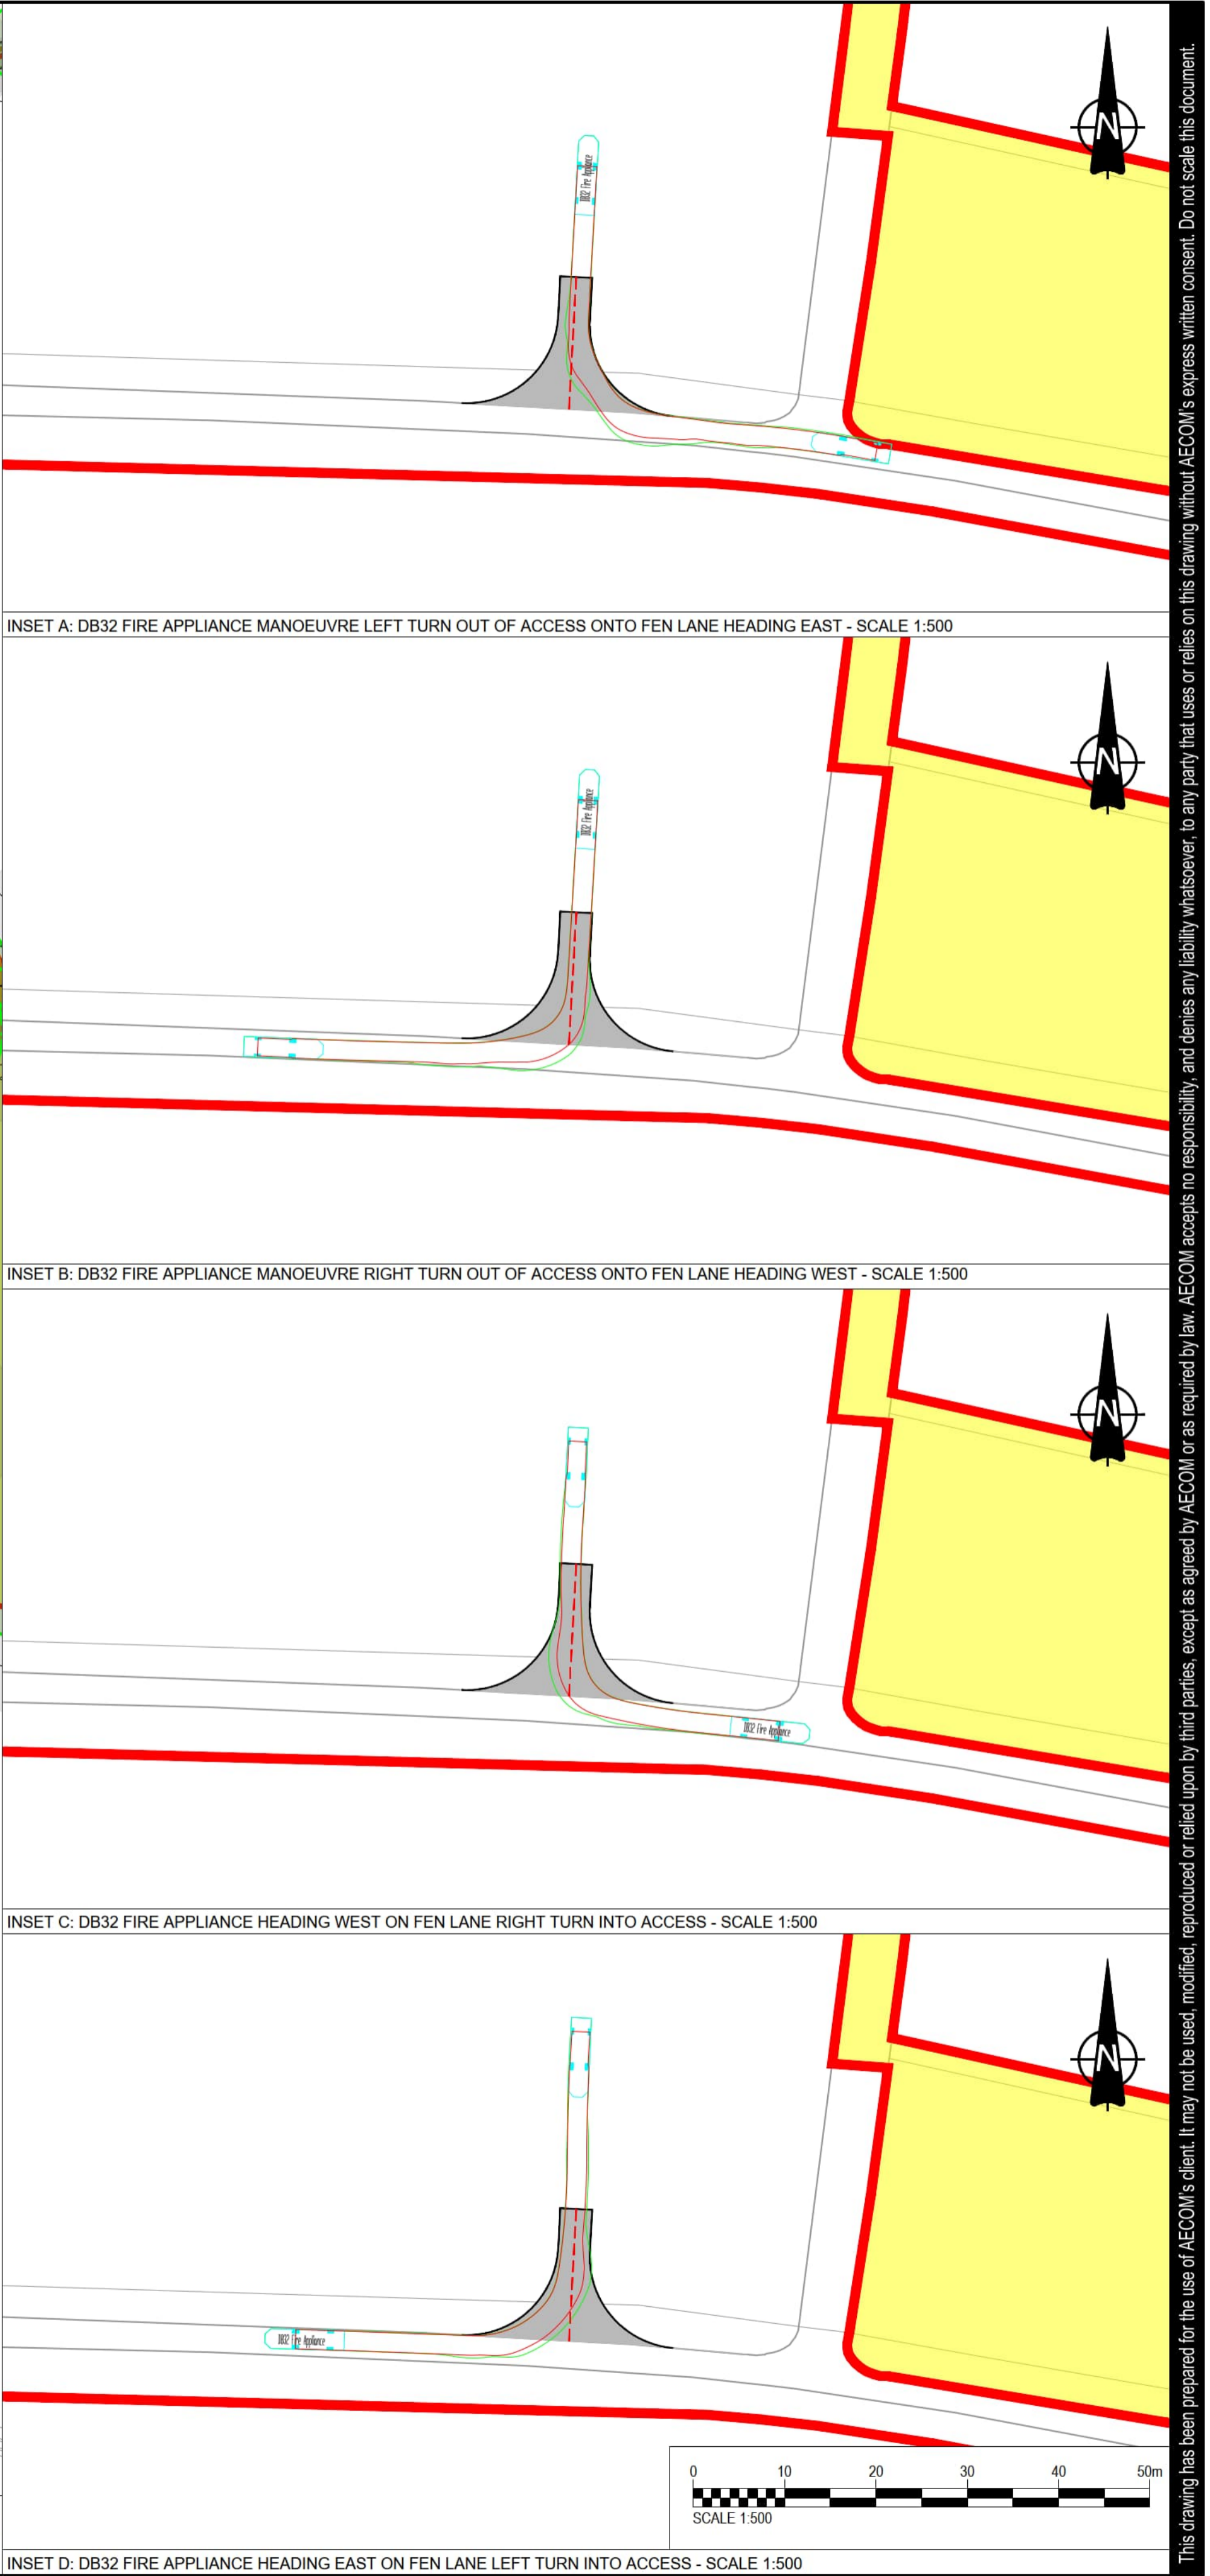 N
DB32 Fire Appliance
INSET A: DB32 FIRE APPLIANCE MANOEUVRE LEFT TURN OUT OF ACCESS ONTO FEN LANE HEADING EAST - SCALE 1:500
N
DB32 Fire Appliance
INSET B: DB32 FIRE APPLIANCE MANOEUVRE RIGHT TURN OUT OF ACCESS ONTO FEN LANE HEADING WEST - SCALE 1:500
N
DB32 Fire Appliance
INSET C: DB32 FIRE APPLIANCE HEADING WEST ON FEN LANE RIGHT TURN INTO ACCESS - SCALE 1:500
N
DB32 Fire Appliance
0 10 20 30 40 50m
SCALE 1:500
INSET D: DB32 FIRE APPLIANCE HEADING EAST ON FEN LANE LEFT TURN INTO ACCESS - SCALE 1:500
This drawing has been prepared for the use of AECOM's client. It may not be used, modified, reproduced or relied upon by third parties, except as agreed by AECOM or as required by law. AECOM accepts no responsibility, and denies any liability whatsoever, to any party that uses or relies on this drawing without AECOM's express written consent. Do not scale this document.